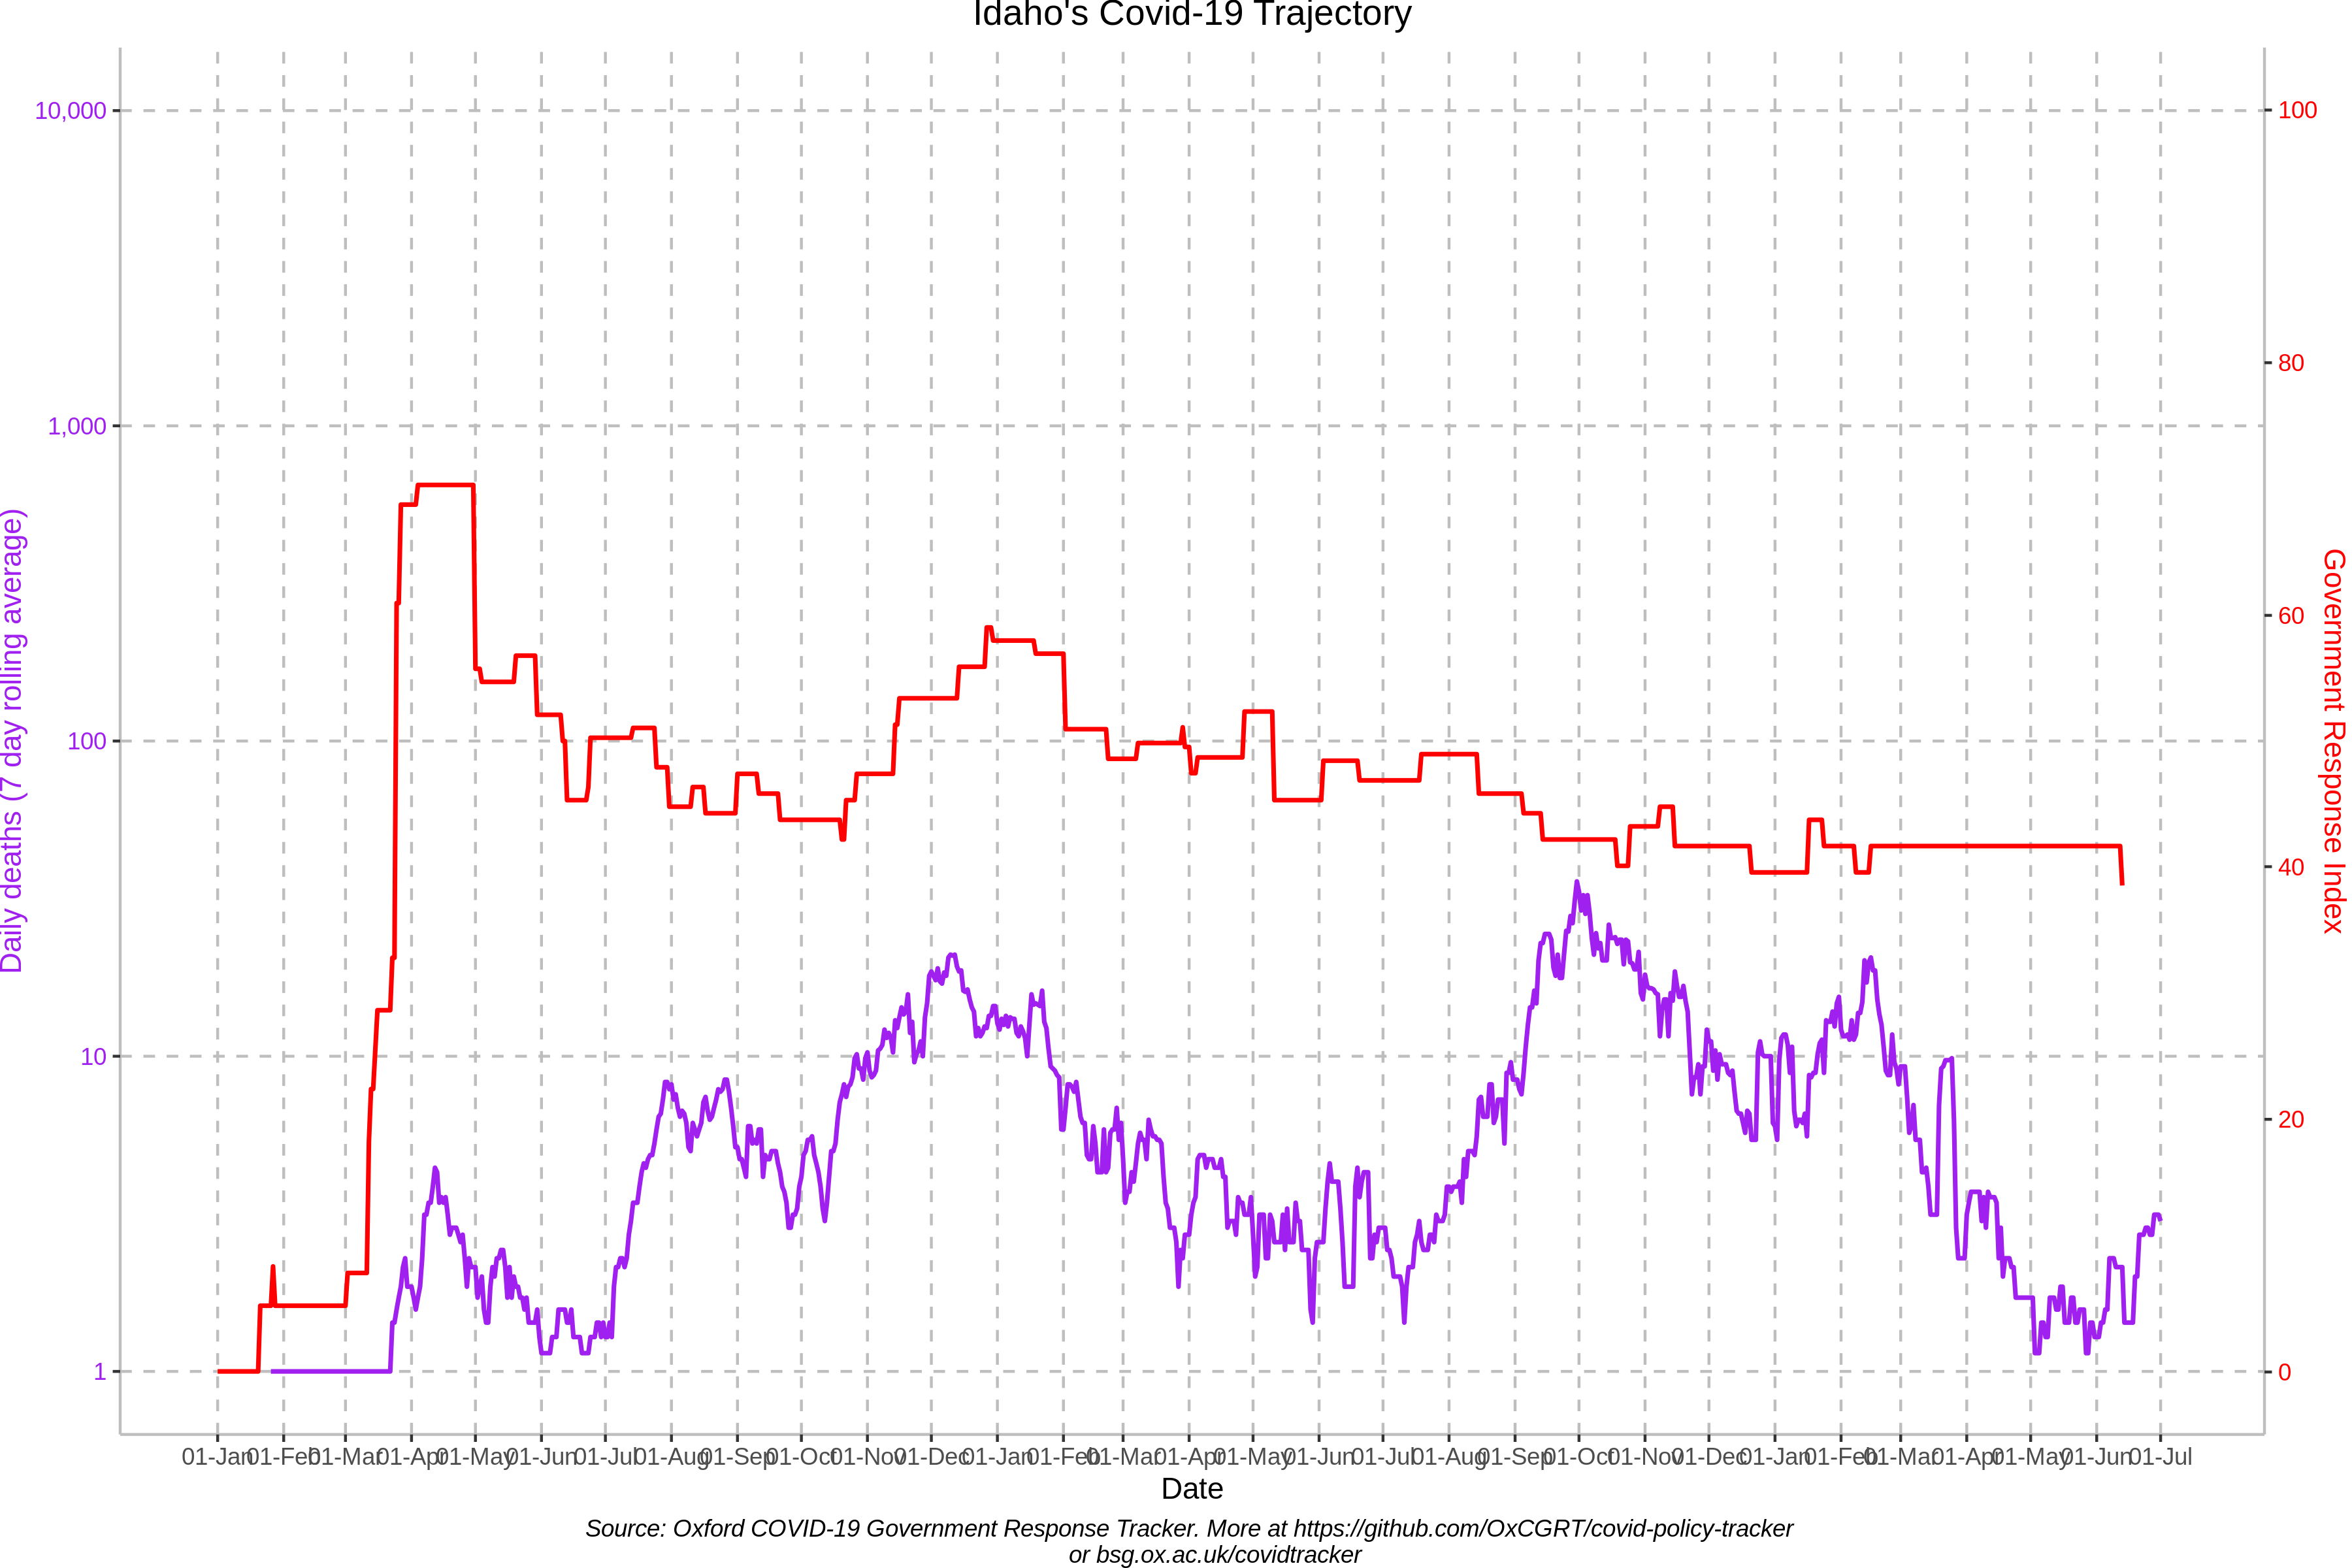 Idaho's Covid-19 Trajectory
10,000
1,000
100
10
1
Daily deaths (7 day rolling average)
100
80
60
40
20
0
Government Response Index
01-Jan
01-Feb
01-Mar
01-Apr
01-May
01-Jun
01-Jul
01-Aug
01-Sep
01-Oct
01-Nov
01-Dec
01-Jan
01-Feb
01-Mar
01-Apr
01-May
01-Jun
01-Jul
01-Aug
01-Sep
01-Oct
01-Nov
01-Dec
01-Jan
01-Feb
01-Mar
01-Apr
01-May
01-Jun
01-Jul
Date
Source: Oxford COVID-19 Government Response Tracker. More at https://github.com/OxCGRT/covid-policy-tracker
or bsg.ox.ac.uk/covidtracker